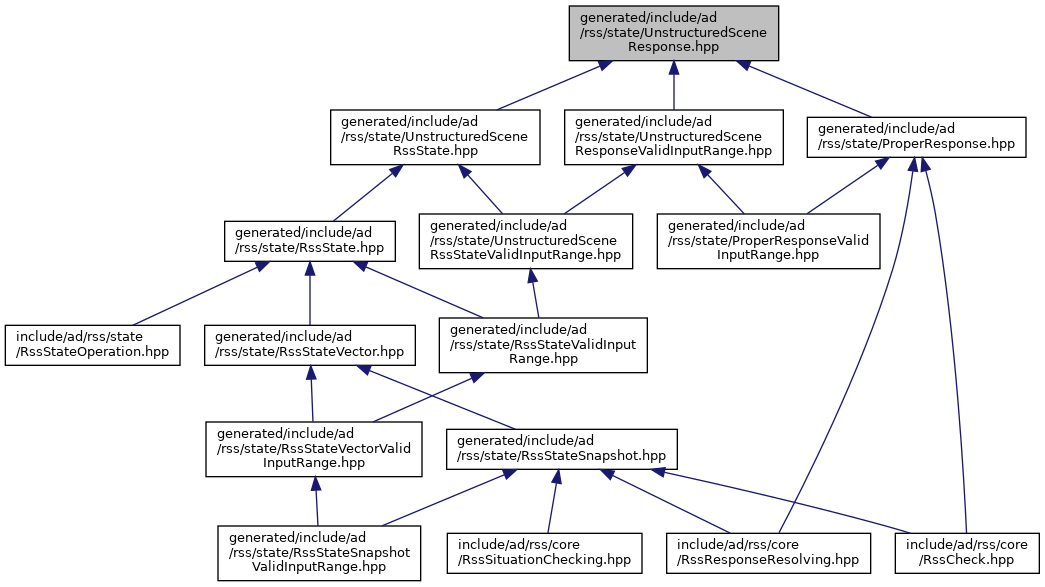 generated/include/ad
/rss/state/UnstructuredScene
Response.hpp
generated/include/ad
/rss/state/UnstructuredScene
RssState.hpp
generated/include/ad
/rss/state/UnstructuredScene
ResponseValidInputRange.hpp
generated/include/ad
/rss/state/ProperResponse.hpp
generated/include/ad
/rss/state/RssState.hpp
generated/include/ad
/rss/state/UnstructuredScene
RssStateValidInputRange.hpp
generated/include/ad
/rss/state/ProperResponseValid
InputRange.hpp
include/ad/rss/state
/RssStateOperation.hpp
generated/include/ad
/rss/state/RssStateVector.hpp
generated/include/ad
/rss/state/RssStateValidInput
Range.hpp
generated/include/ad
/rss/state/RssStateVectorValid
InputRange.hpp
generated/include/ad
/rss/state/RssStateSnapshot.hpp
generated/include/ad
/rss/state/RssStateSnapshot
ValidInputRange.hpp
include/ad/rss/core
/RssSituationChecking.hpp
include/ad/rss/core
/RssResponseResolving.hpp
include/ad/rss/core
/RssCheck.hpp